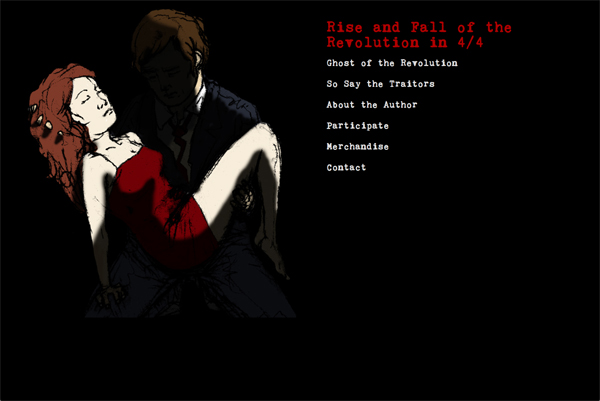 Rise and Fall of the
Revolution in 4/4
Ghost of the Revolution
So Say the Traitors
About the Author
Participate
Merchandise
Contact